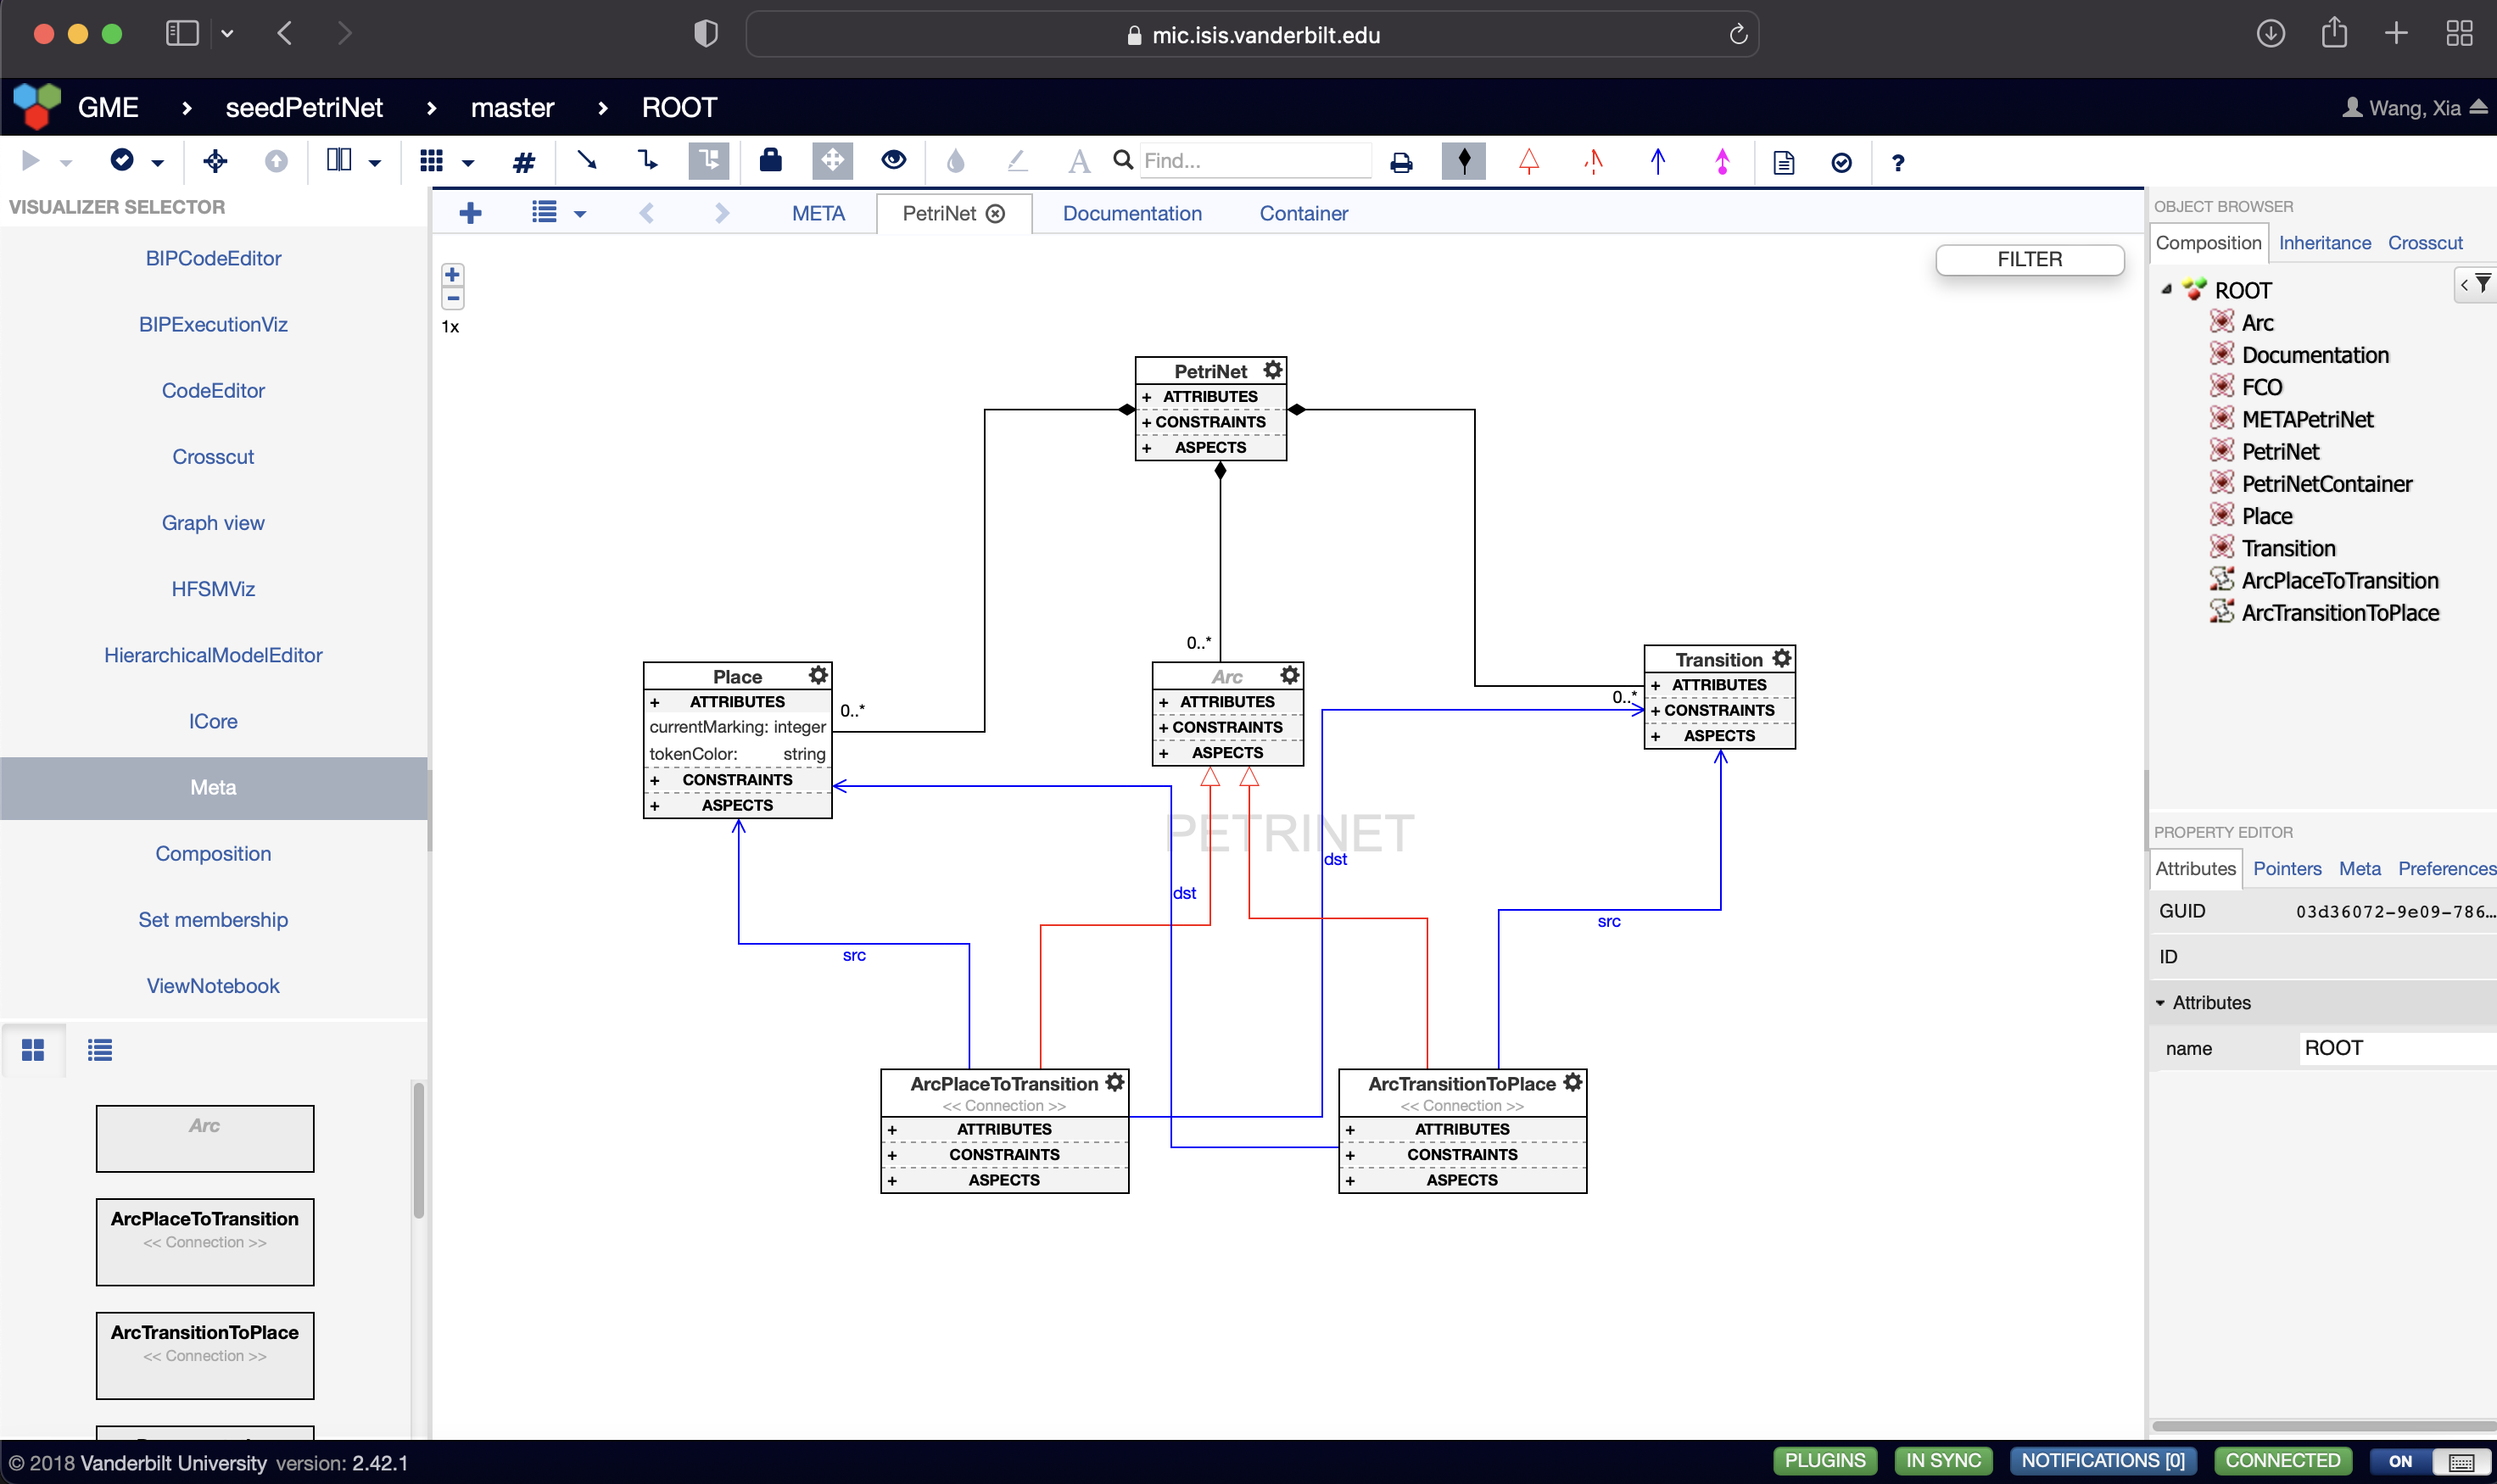 mic.isis.vanderbilt.edu
GME › seedPetriNet › master › ROOT
Wang, Xia
Find...
VISUALIZER SELECTOR
BIPCodeEditor
BIPExecutionViz
CodeEditor
Crosscut
Graph view
HFSMViz
HierarchicalModelEditor
ICore
Meta
Composition
Set membership
ViewNotebook
Arc
ArcPlaceToTransition
<< Connection >>
ArcTransitionToPlace
<< Connection >>
META PetriNet Documentation Container
FILTER
1x
PetriNet
+ ATTRIBUTES
+ CONSTRAINTS
+ ASPECTS
0..*
Place
+ ATTRIBUTES
currentMarking: integer
tokenColor: string
+ CONSTRAINTS
+ ASPECTS
0..*
Arc
+ ATTRIBUTES
+ CONSTRAINTS
+ ASPECTS
Transition
+ ATTRIBUTES
+ CONSTRAINTS
+ ASPECTS
0..*
PETRINET
dst
dst
src
src
ArcPlaceToTransition
<< Connection >>
+ ATTRIBUTES
+ CONSTRAINTS
+ ASPECTS
ArcTransitionToPlace
<< Connection >>
+ ATTRIBUTES
+ CONSTRAINTS
+ ASPECTS
OBJECT BROWSER
Composition Inheritance Crosscut
ROOT
Arc
Documentation
FCO
METAPetriNet
PetriNet
PetriNetContainer
Place
Transition
ArcPlaceToTransition
ArcTransitionToPlace
PROPERTY EDITOR
Attributes Pointers Meta Preferences
GUID 03d36072-9e09-786...
ID
Attributes
name ROOT
© 2018 Vanderbilt University version: 2.42.1
PLUGINS IN SYNC NOTIFICATIONS [0] CONNECTED ON